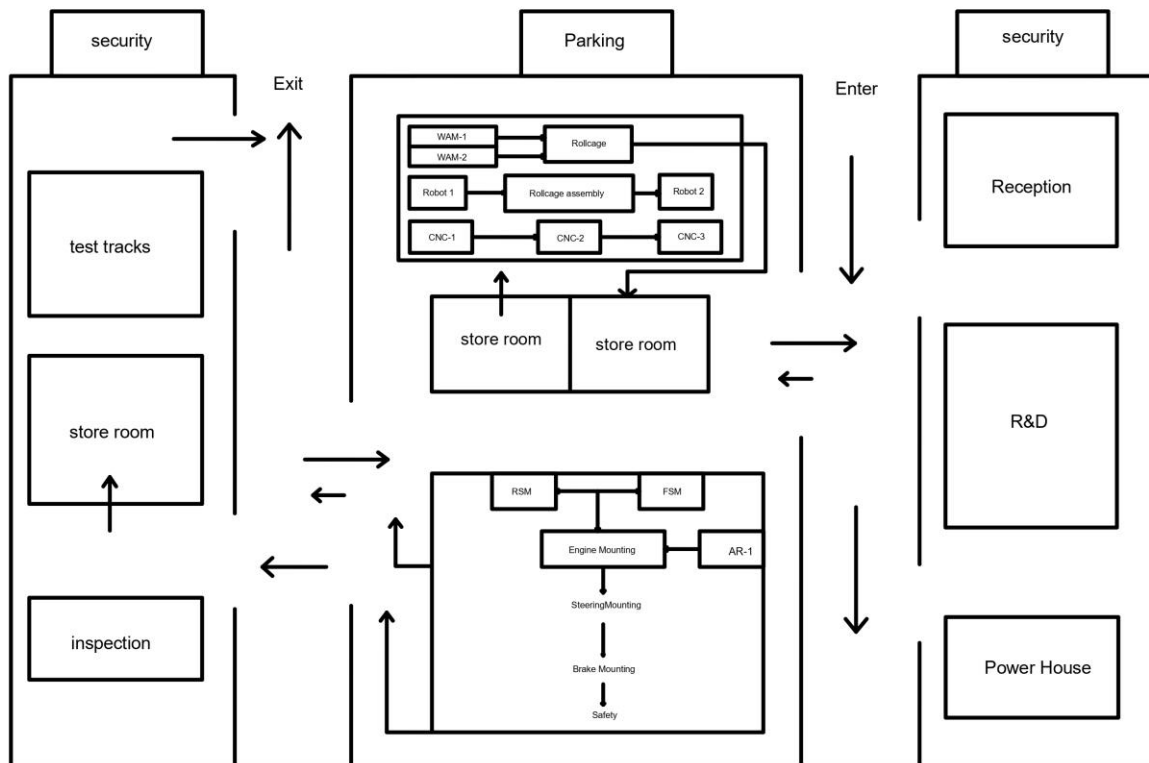 security
Parking
security
Exit
Enter
WAM-1
WAM-2
Rollcage
Robot 1
Rollcage assembly
Robot 2
CNC-1
CNC-2
CNC-3
Reception
test tracks
store room
store room
store room
R&D
RSM
FSM
Engine Mounting
AR-1
SteeringMounting
inspection
Brake Mounting
Power House
Safety